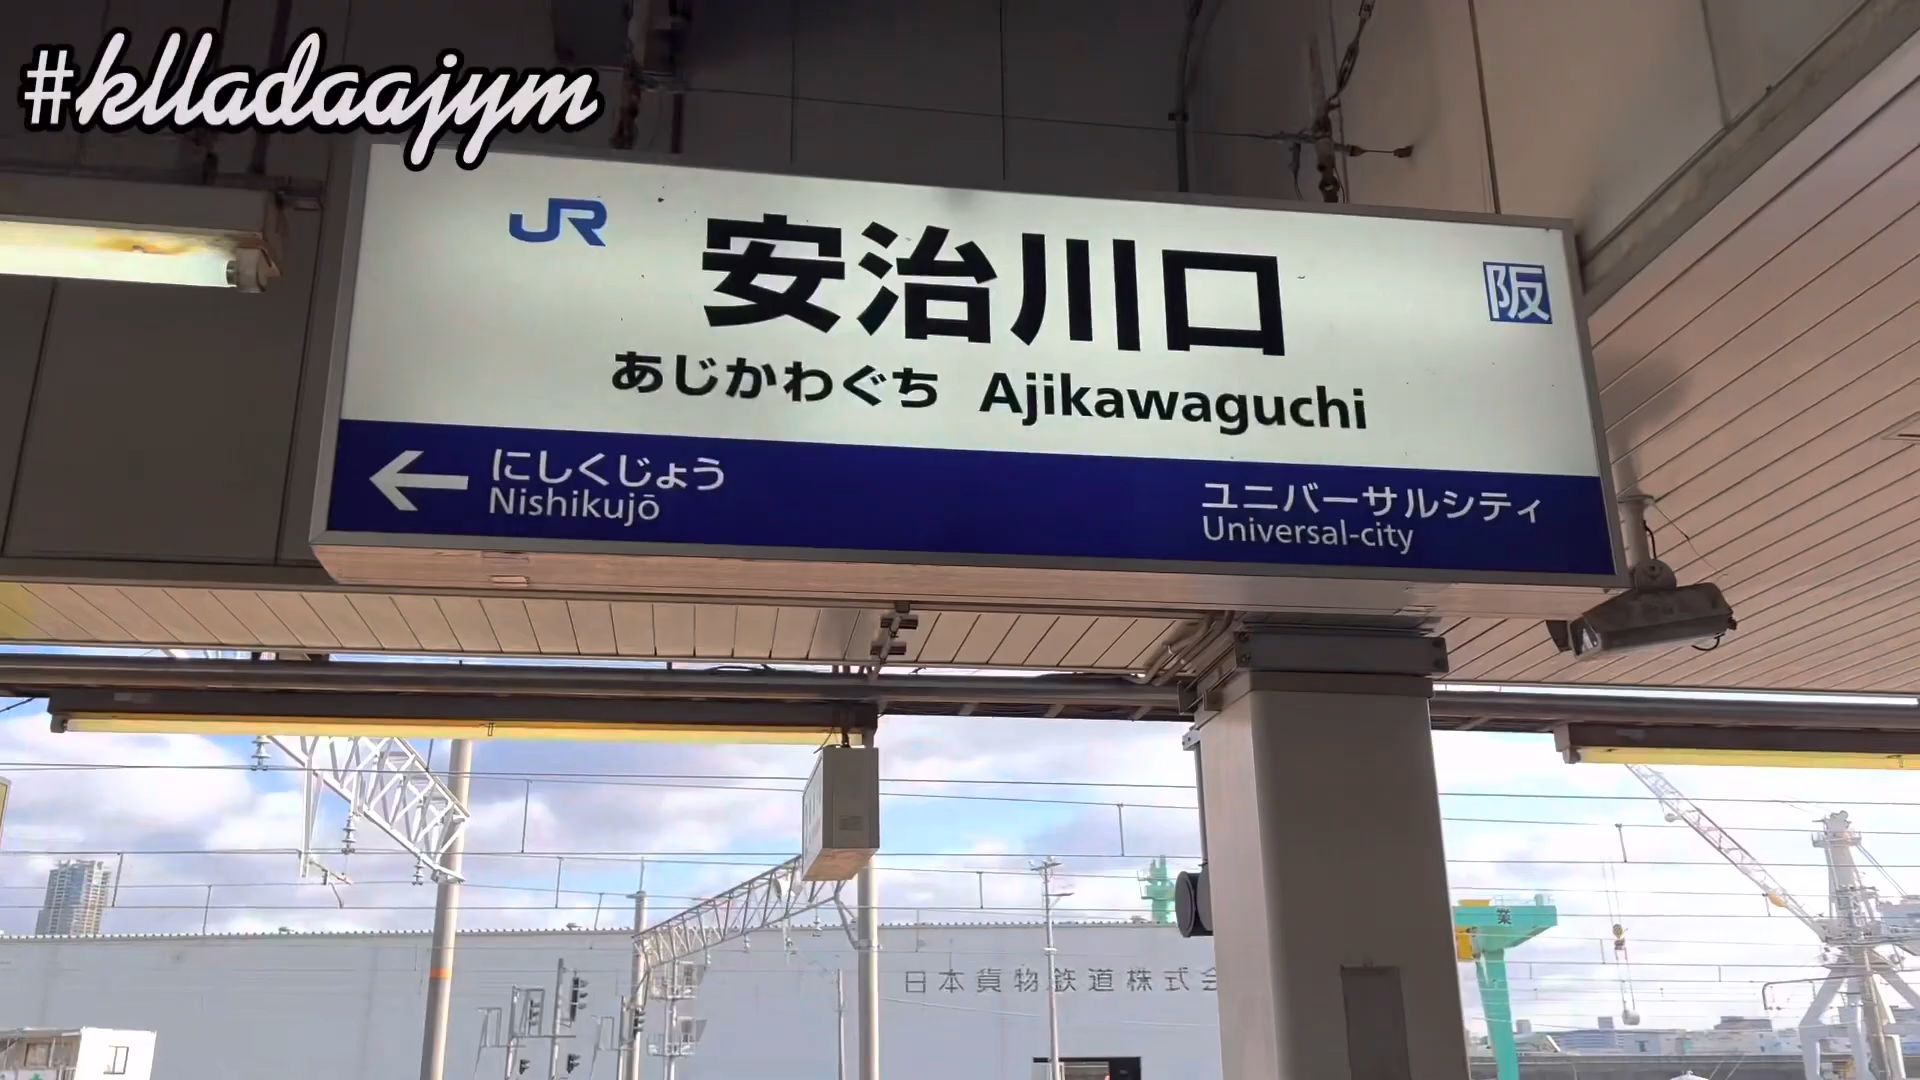 #klladaajym
JR
安治川口
阪
あじかわぐち Ajikawaguchi
にしくじょう
Nishikujō
ユニバーサルシティ
Universal-city
業
日本貨物鉄道株式会